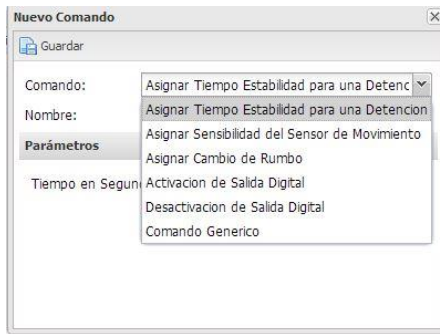 Nuevo Comando
Guardar
Comando:
Asignar Tiempo Estabilidad para una Detenc
Nombre:
Asignar Tiempo Estabilidad para una Detencion
Asignar Sensibilidad del Sensor de Movimiento
Parámetros
Asignar Cambio de Rumbo
Tiempo en Segun
Activacion de Salida Digital
Desactivacion de Salida Digital
Comando Generico